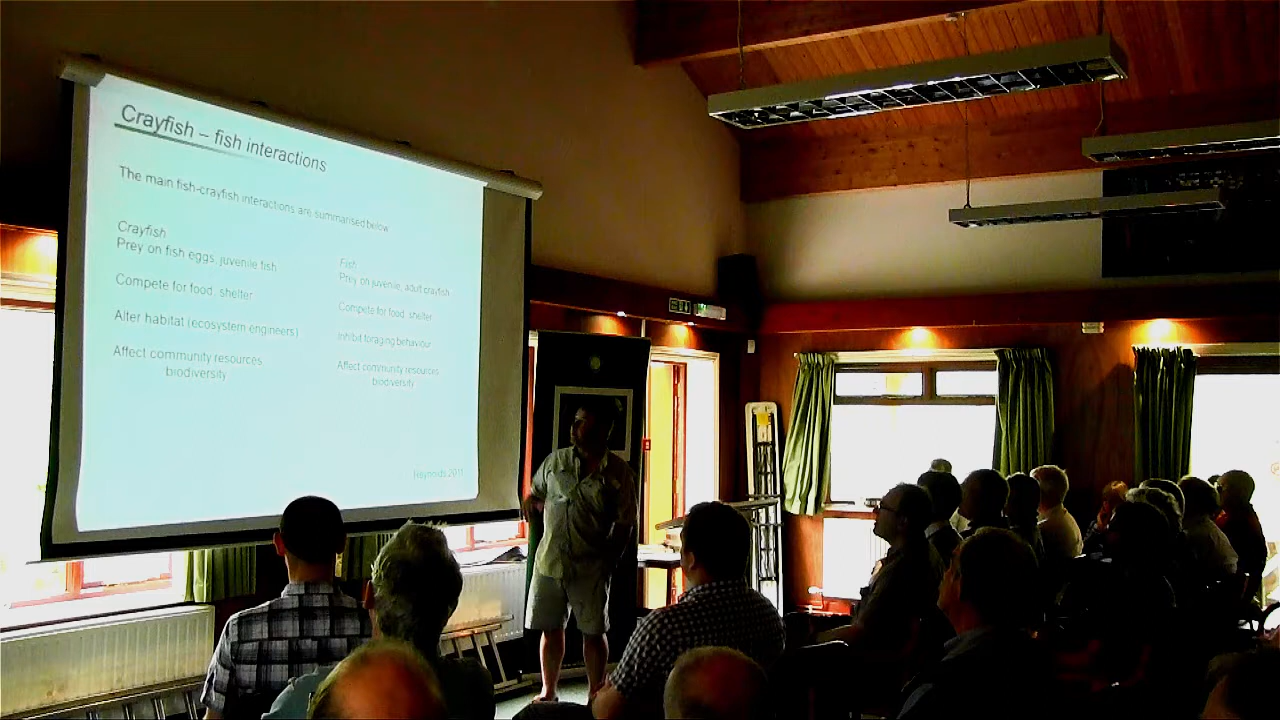 Crayfish – fish interactions
The main fish-crayfish interactions are summarised below
Crayfish
Prey on fish eggs, juvenile fish
Compete for food, shelter
Alter habitat (ecosystem engineers)
Affect community resources,
biodiversity
Fish
Prey on juvenile, adult crayfish
Compete for food, shelter
Inhibit foraging behaviour
Affect community resources,
biodiversity